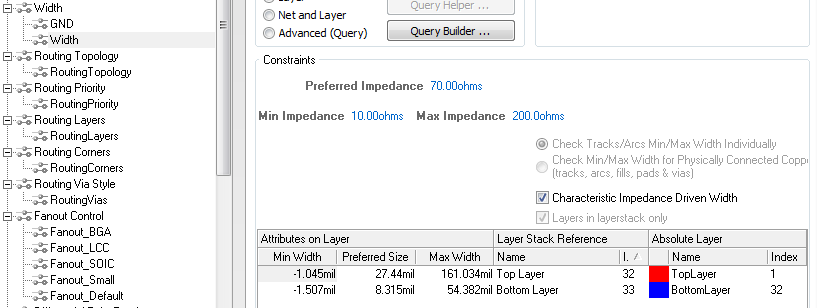 Width
GND
Width
Routing Topology
RoutingTopology
Routing Priority
RoutingPriority
Routing Layers
RoutingLayers
Routing Corners
RoutingCorners
Routing Via Style
RoutingVias
Fanout Control
Fanout_BGA
Fanout_LCC
Fanout_SOIC
Fanout_Small
Fanout_Default
Query Helper ...
Net and Layer
Advanced (Query)
Query Builder ...
Constraints
Preferred Impedance 70.00ohms
Min Impedance 10.00ohms Max Impedance 200.0ohms
Check Tracks/Arcs Min/Max Width Individually
Check Min/Max Width for Physically Connected Copp
(tracks, arcs, fills, pads & vias)
Characteristic Impedance Driven Width
Layers in layerstack only
Attributes on Layer Layer Stack Reference Absolute Layer
Min Width Preferred Size Max Width Name I. Name Index
-1.045mil 27.44mil 161.034mil Top Layer 32 TopLayer 1
-1.507mil 8.315mil 54.382mil Bottom Layer 33 BottomLayer 32